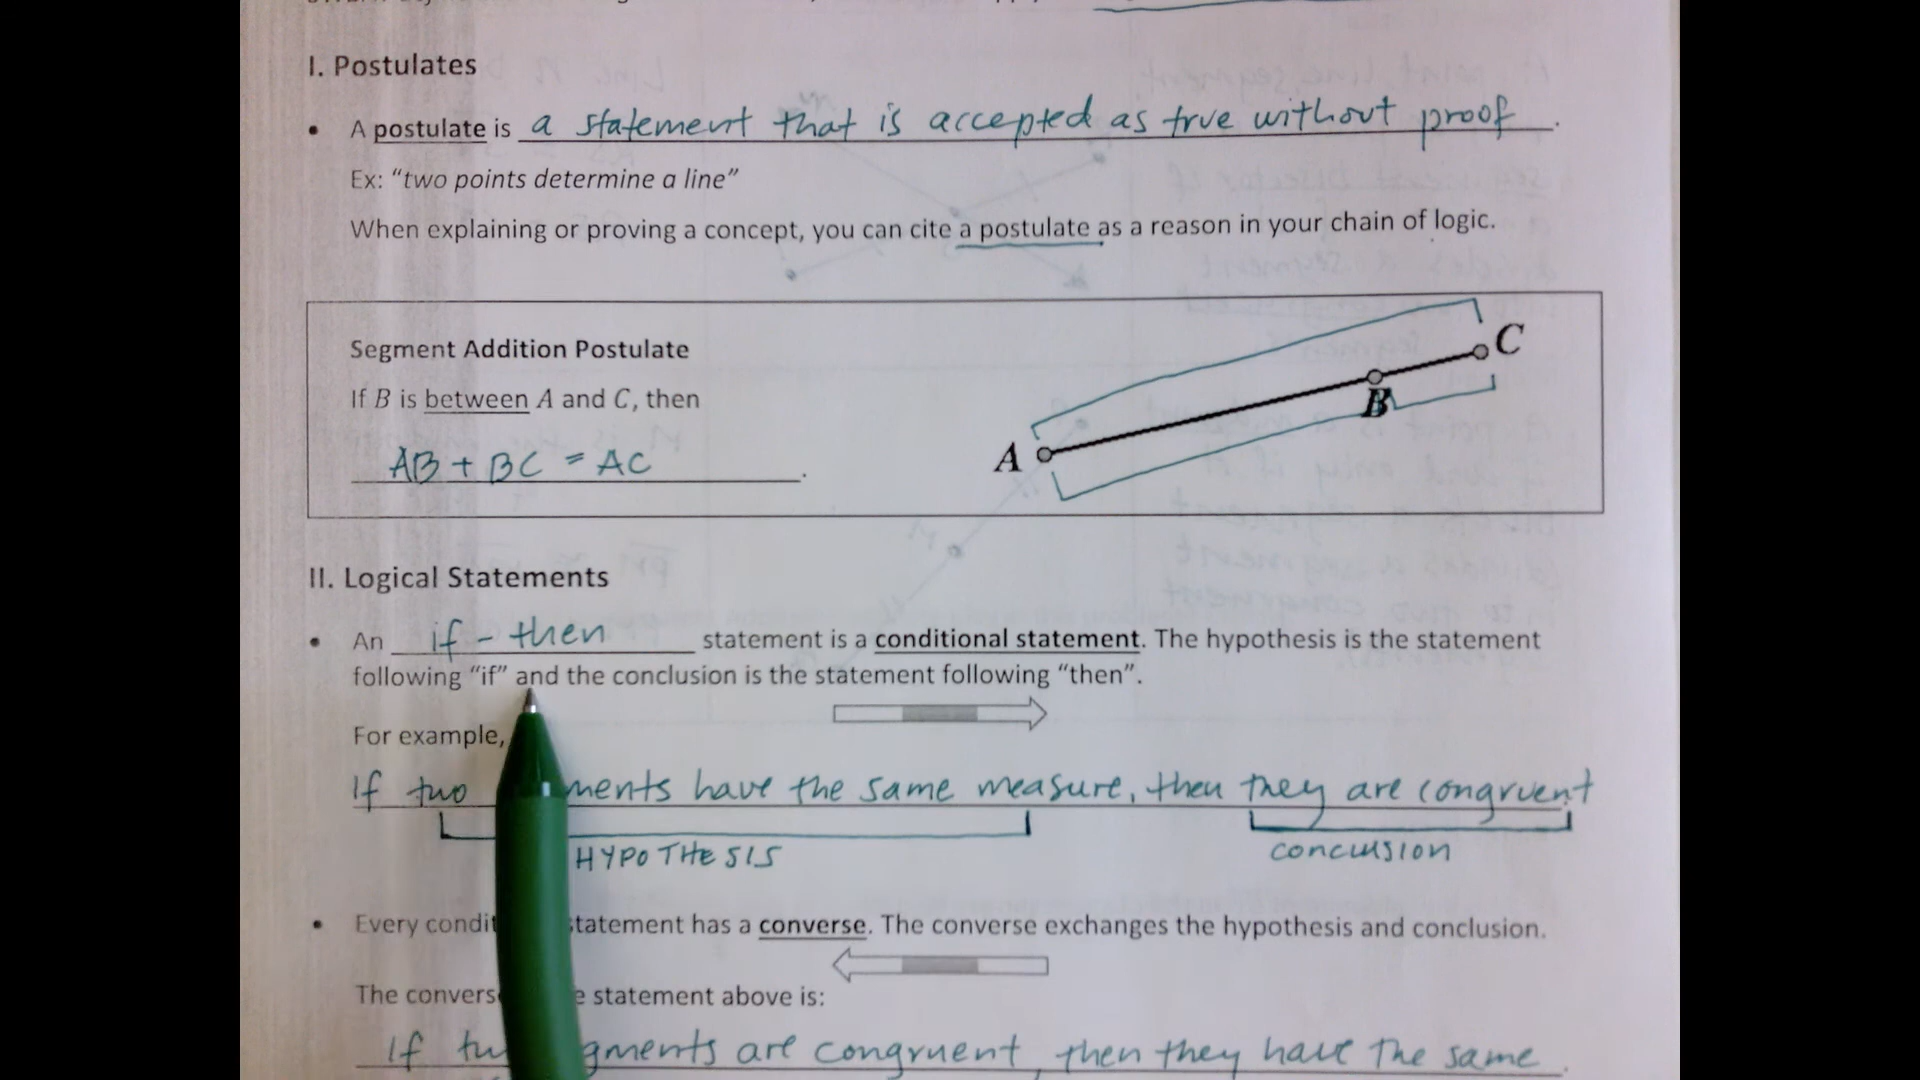 I. Postulates
• A postulate is a statement that is accepted as true without proof.
Ex: “two points determine a line”
When explaining or proving a concept, you can cite a postulate as a reason in your chain of logic.
Segment Addition Postulate
If B is between A and C, then
AB + BC = AC.
A
B
C
II. Logical Statements
• An if - then statement is a conditional statement. The hypothesis is the statement
following “if” and the conclusion is the statement following “then”.
For example,
If two ments have the same measure, then they are congruent.
HYPOTHESIS
CONCLUSION
• Every condit statement has a converse. The converse exchanges the hypothesis and conclusion.
The convers e statement above is:
If tw gments are congruent, then they have the same.